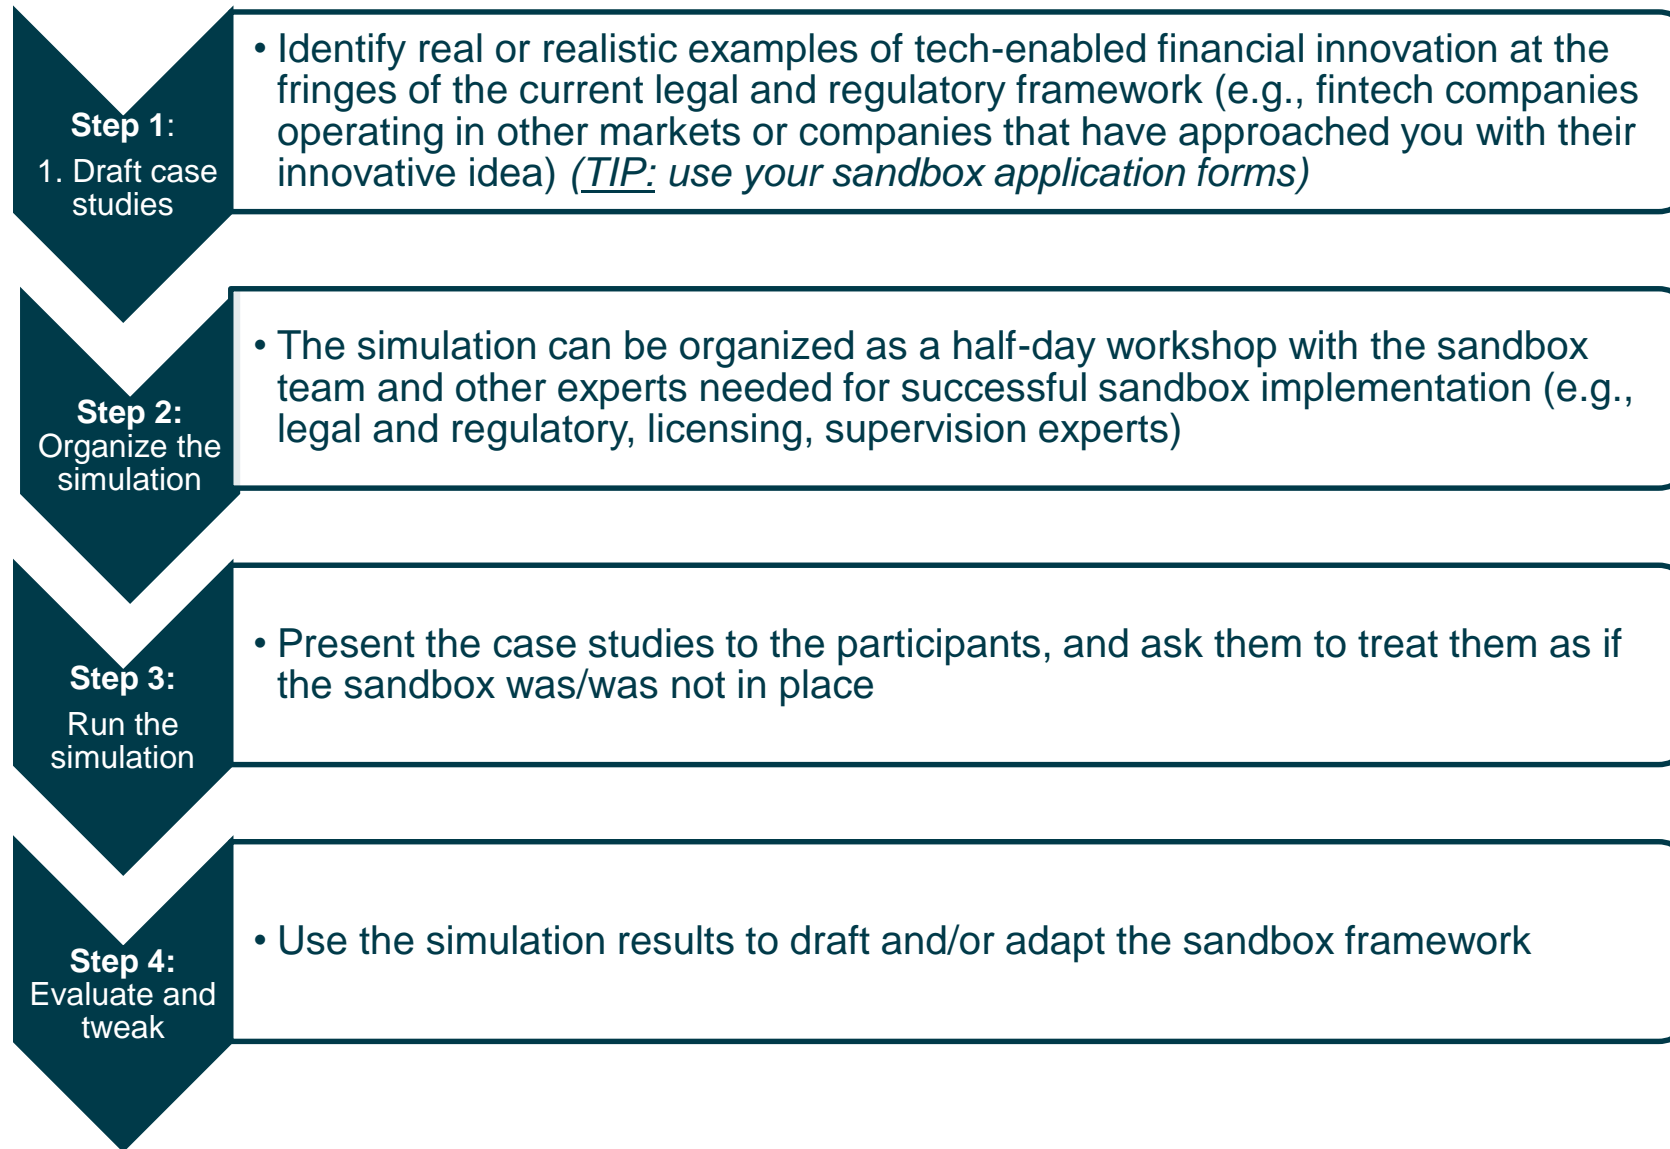 Step 1:
1. Draft case
studies
• Identify real or realistic examples of tech-enabled financial innovation at the
fringes of the current legal and regulatory framework (e.g., fintech companies
operating in other markets or companies that have approached you with their
innovative idea) (TIP: use your sandbox application forms)
Step 2:
Organize the
simulation
• The simulation can be organized as a half-day workshop with the sandbox
team and other experts needed for successful sandbox implementation (e.g.,
legal and regulatory, licensing, supervision experts)
Step 3:
Run the
simulation
• Present the case studies to the participants, and ask them to treat them as if
the sandbox was/was not in place
Step 4:
Evaluate and
tweak
• Use the simulation results to draft and/or adapt the sandbox framework